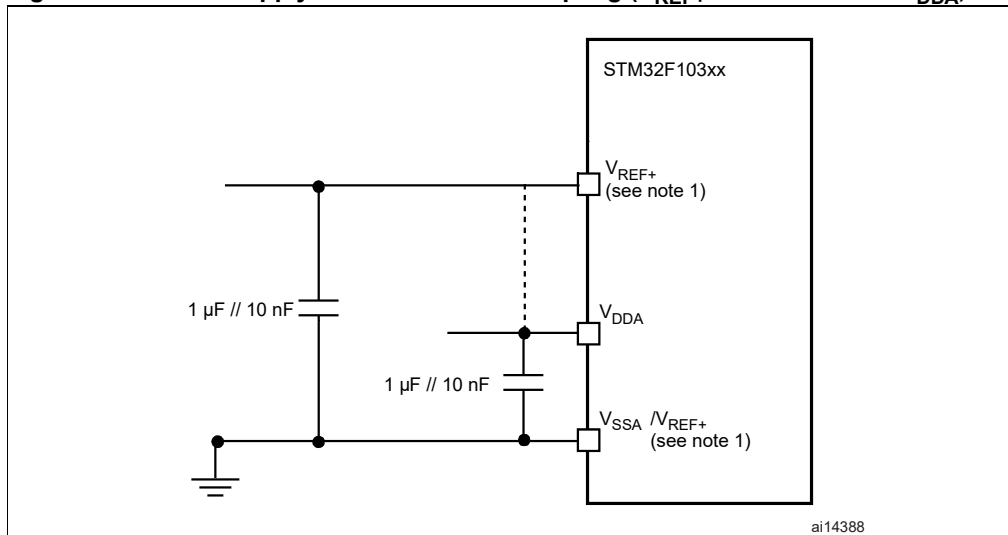 STM32F103xx
VREF+
(see note 1)
1 µF // 10 nF
VDDA
1 µF // 10 nF
VSSA /VREF+
(see note 1)
ai14388